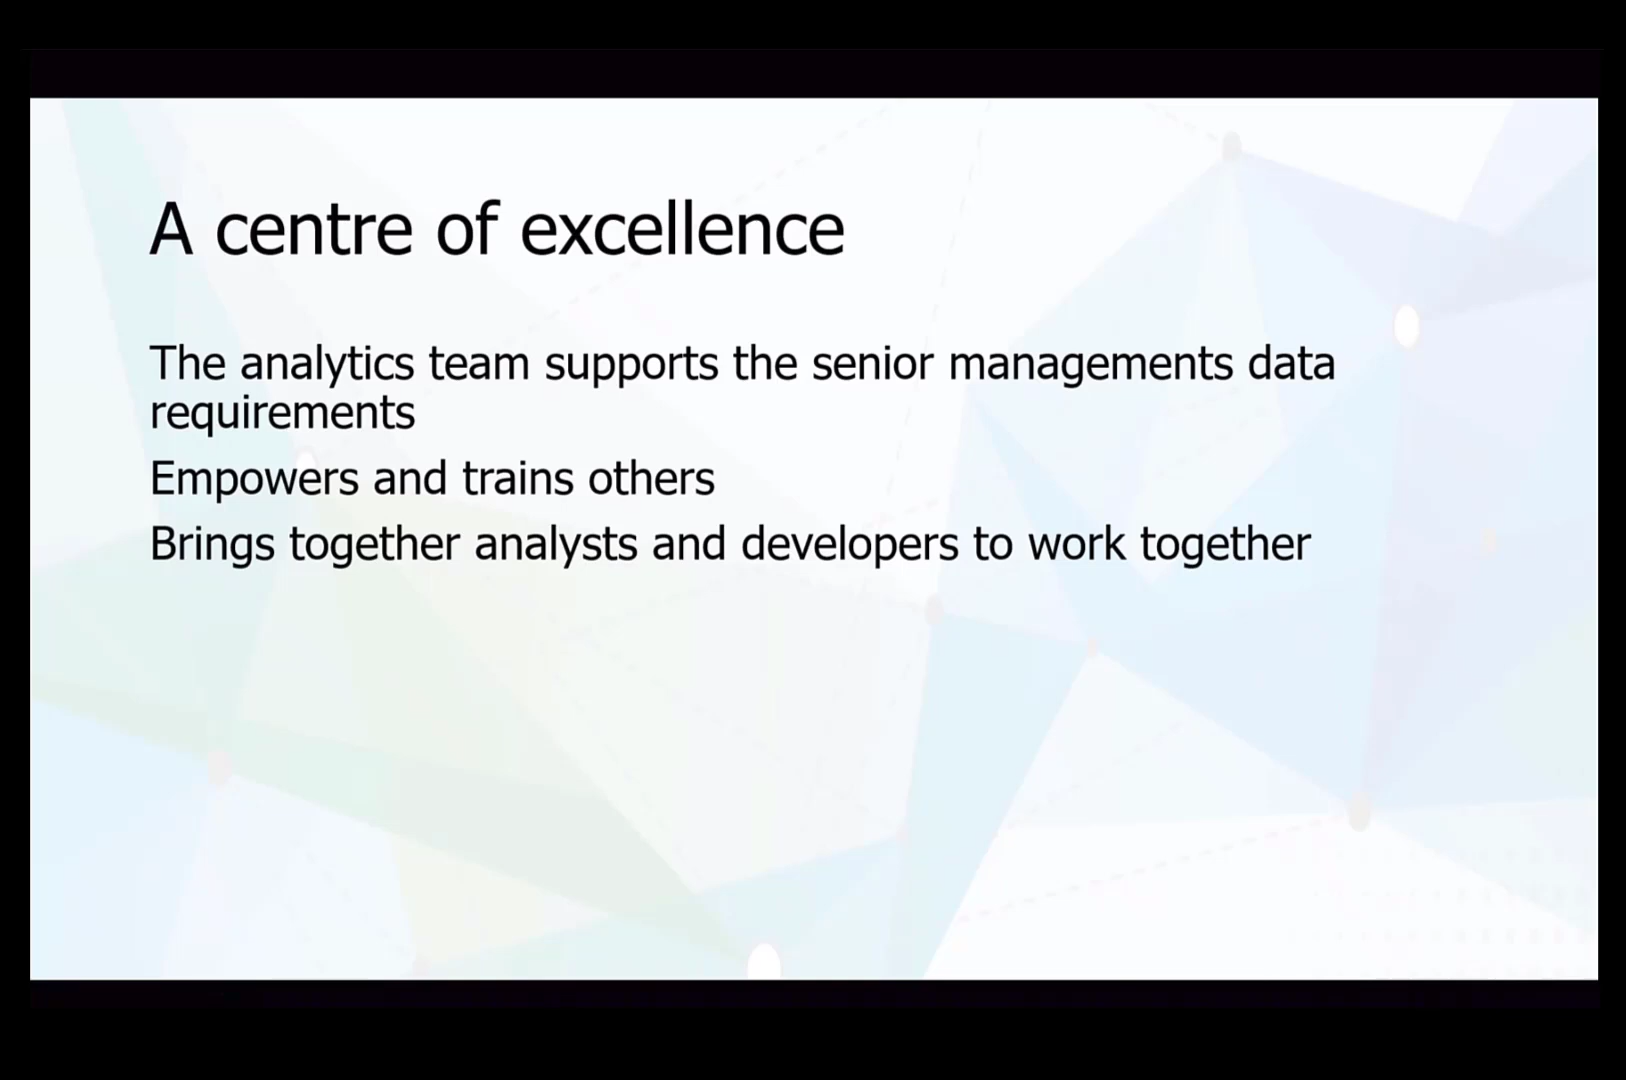 A centre of excellence
The analytics team supports the senior managements data
requirements
Empowers and trains others
Brings together analysts and developers to work together